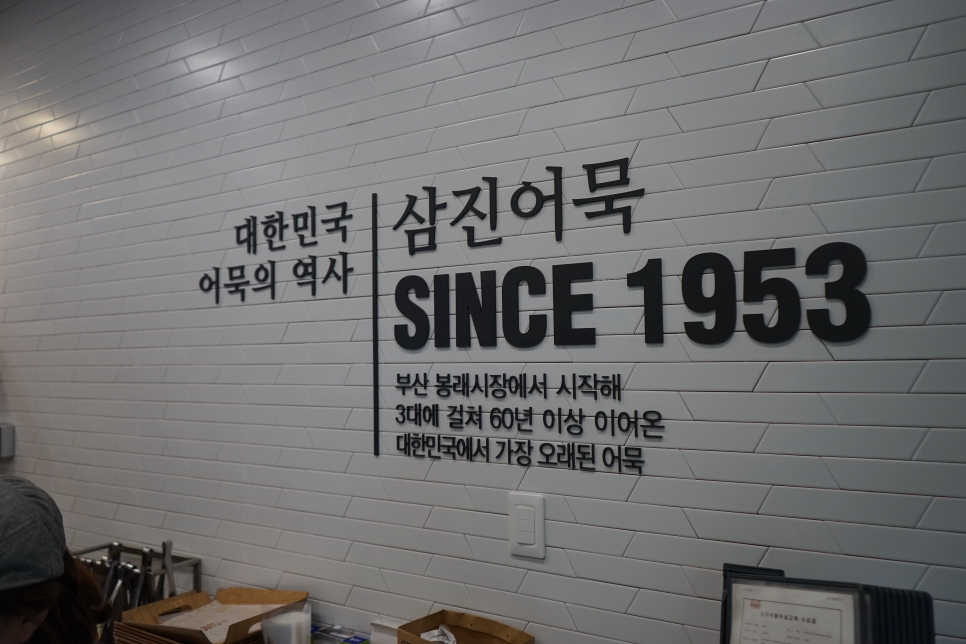 대한민국
어묵의 역사
삼진어묵
SINCE 1953
부산 봉래시장에서 시작해
3대에 걸쳐 60년 이상 이어온
대한민국에서 가장 오래된 어묵